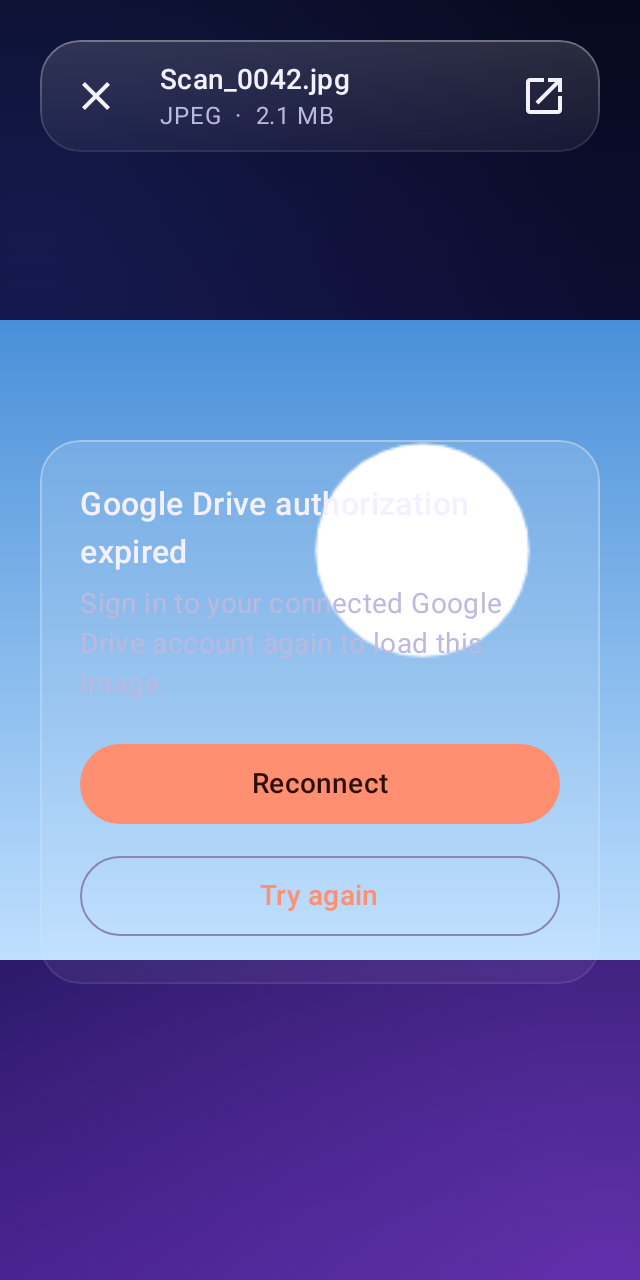 Scan_0042.jpg
JPEG · 2.1 MB
Google Drive authorization
expired
Sign in to your connected Google
Drive account again to load this
image.
Reconnect
Try again